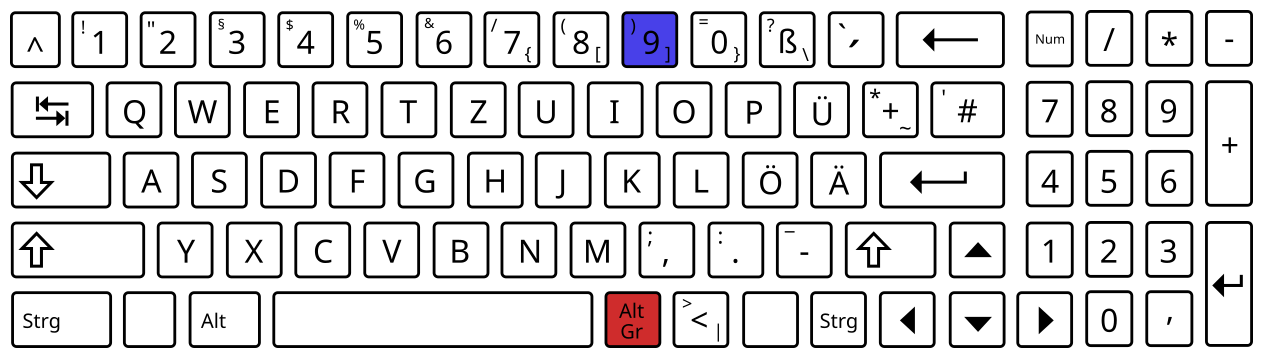 ^ ! 1 " 2 § 3 $ 4 % 5 & 6 / 7 { ( 8 [ ) 9 ] = 0 } ? ß \ ` ´ Num / * -
Q W E R T Z U I O P Ü * + ~ ' # 7 8 9 +
A S D F G H J K L Ö Ä 4 5 6
Y X C V B N M ; , : . _ - 1 2 3
Strg Alt Alt Gr > < | Strg 0 ,